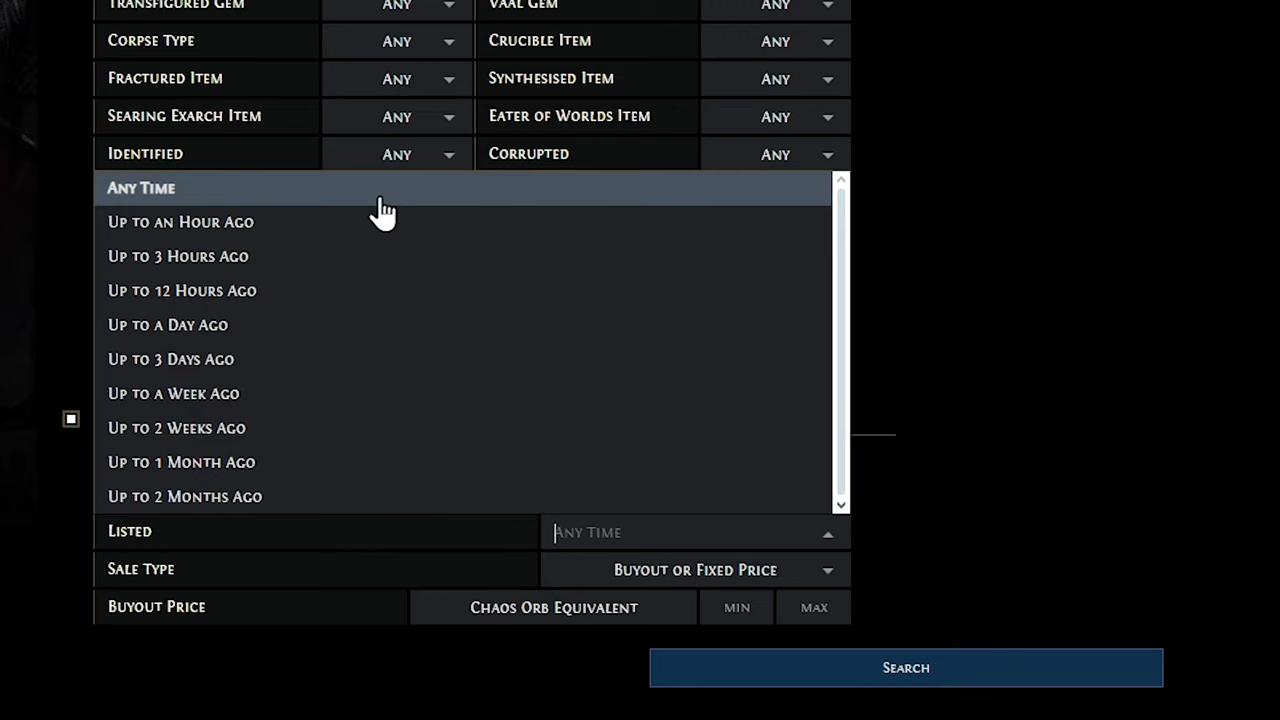 Transfigured Gem Any Vaal Gem Any
Corpse Type Any Crucible Item Any
Fractured Item Any Synthesised Item Any
Searing Exarch Item Any Eater of Worlds Item Any
Identified Any Corrupted Any
Any Time
Up to an Hour Ago
Up to 3 Hours Ago
Up to 12 Hours Ago
Up to a Day Ago
Up to 3 Days Ago
Up to a Week Ago
Up to 2 Weeks Ago
Up to 1 Month Ago
Up to 2 Months Ago
Listed Any Time
Sale Type Buyout or Fixed Price
Buyout Price Chaos Orb Equivalent min max
Search